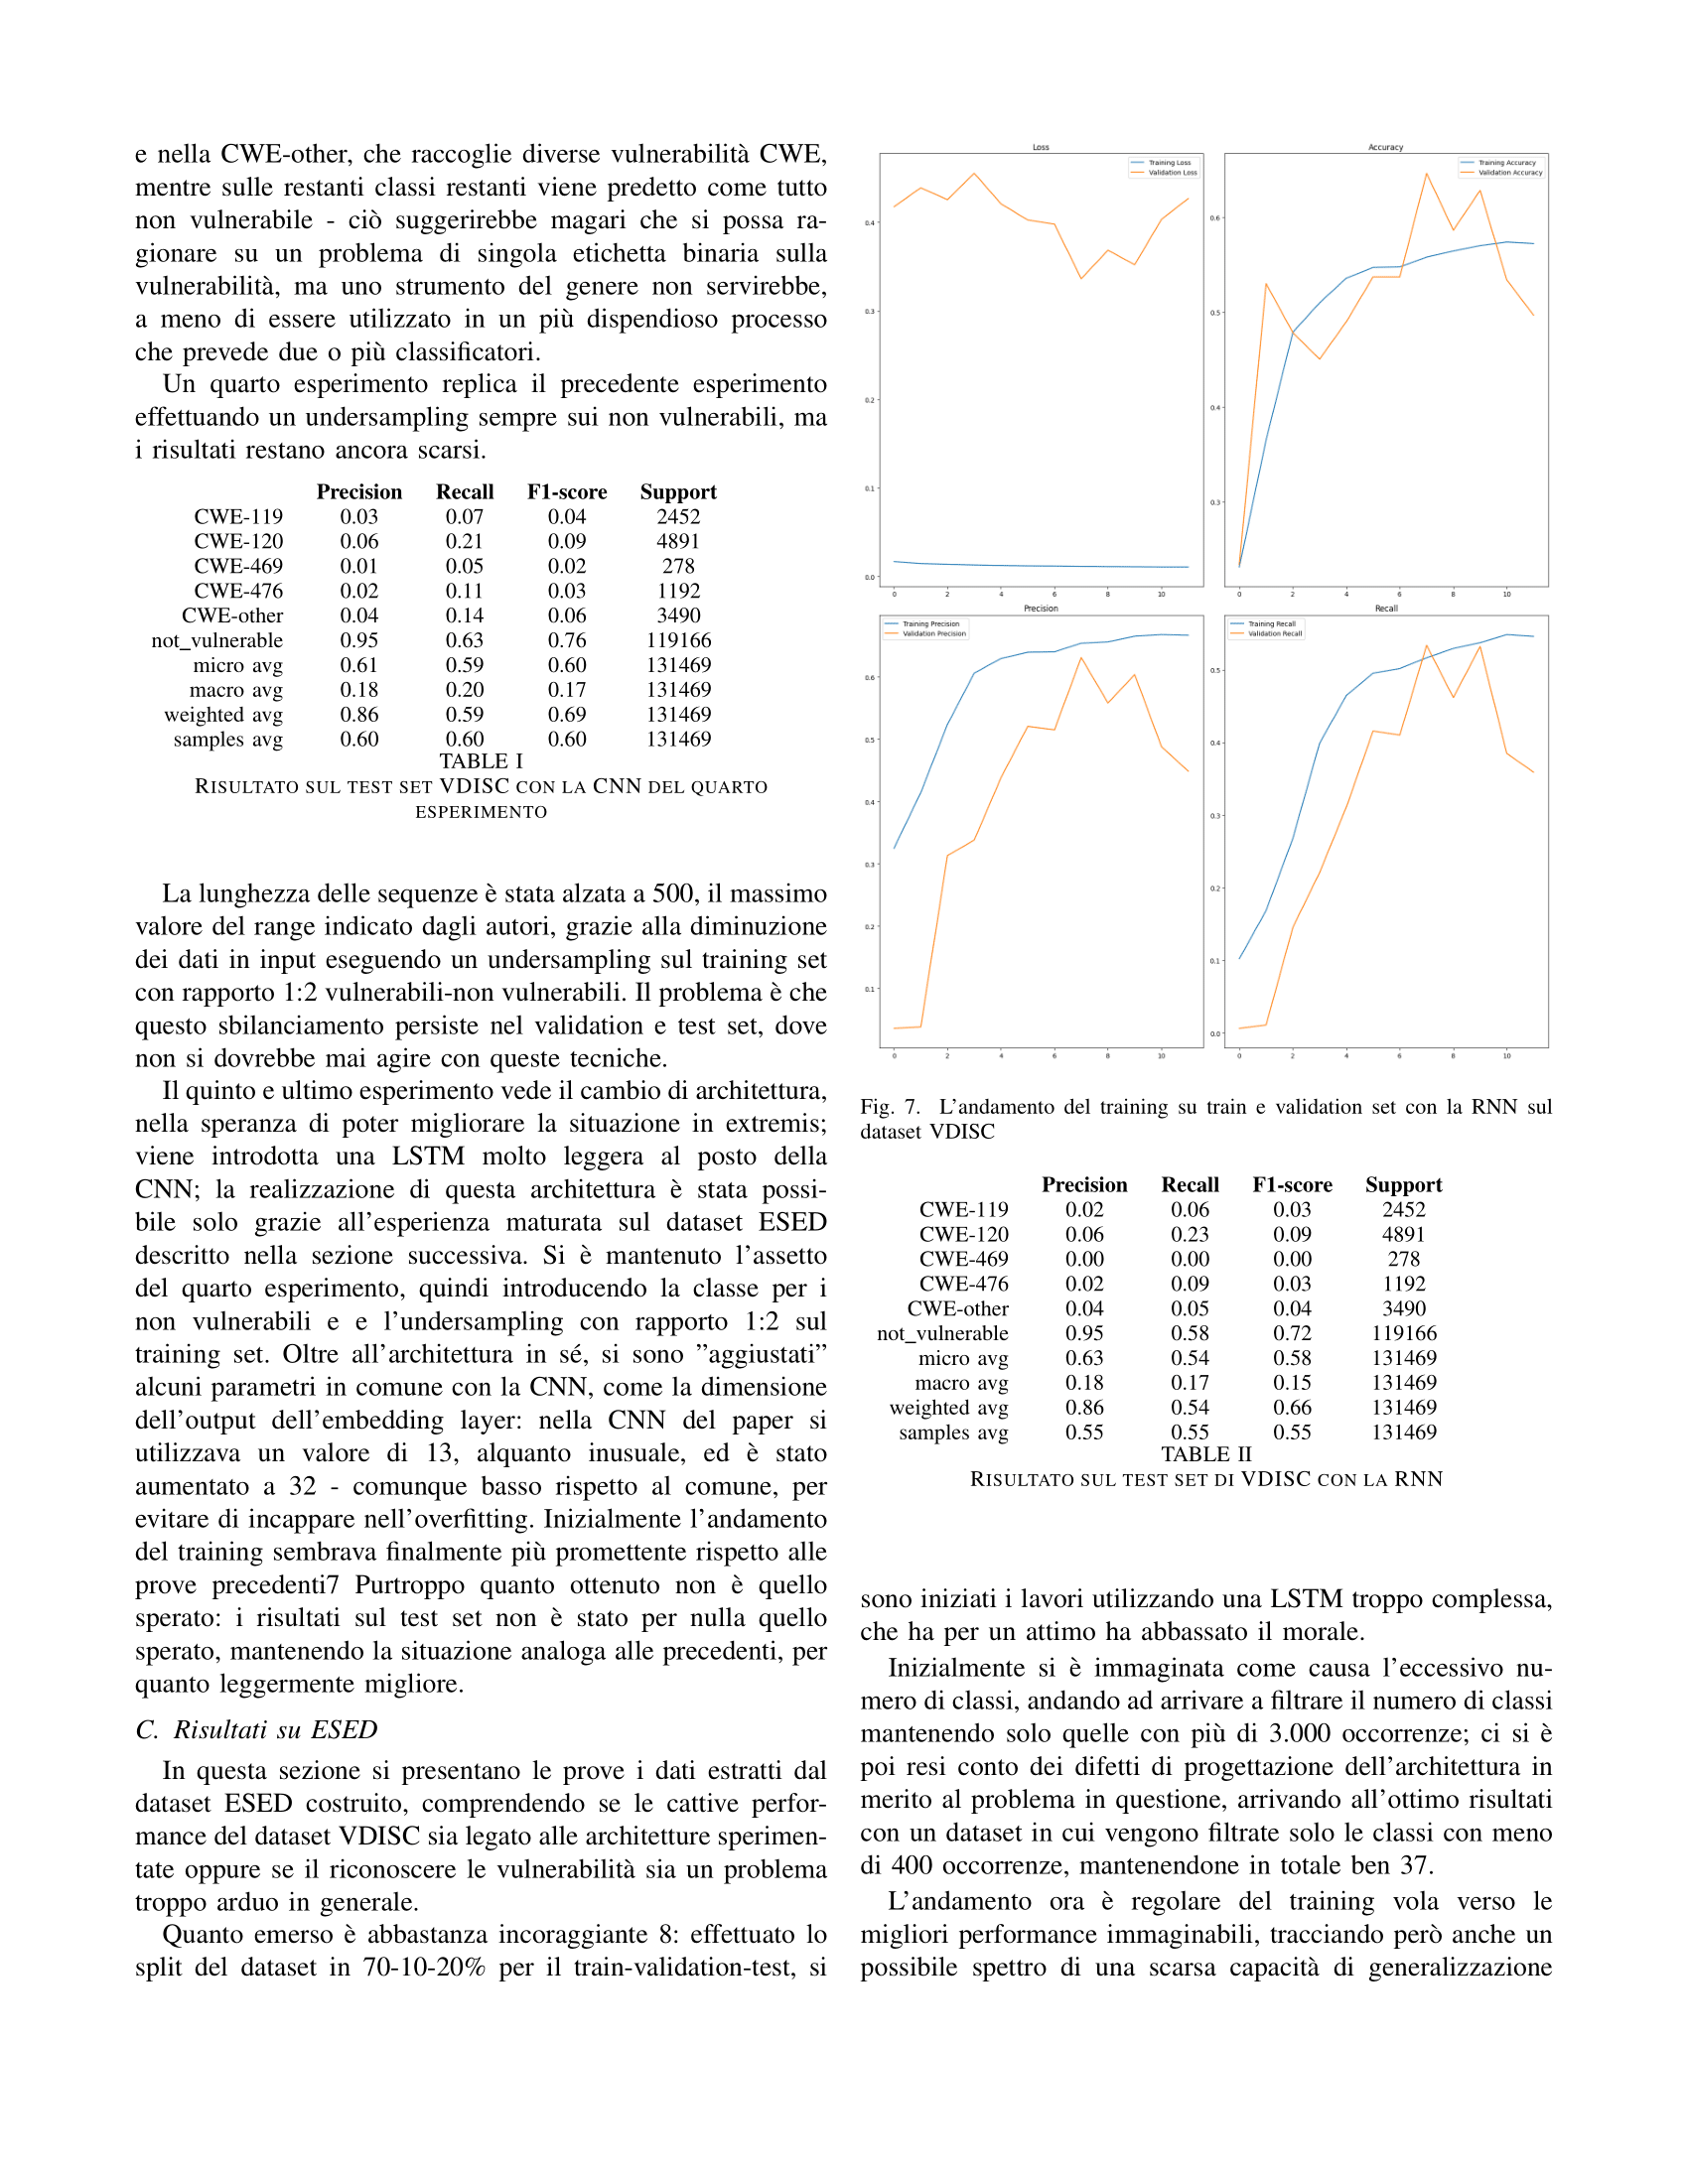 e nella CWE-other, che raccoglie diverse vulnerabilità CWE,
mentre sulle restanti classi restanti viene predetto come tutto
non vulnerabile - ciò suggerirebbe magari che si possa ra-
gionare su un problema di singola etichetta binaria sulla
vulnerabilità, ma uno strumento del genere non servirebbe,
a meno di essere utilizzato in un più dispendioso processo
che prevede due o più classificatori.
Un quarto esperimento replica il precedente esperimento
effettuando un undersampling sempre sui non vulnerabili, ma
i risultati restano ancora scarsi.
Precision Recall F1-score Support
CWE-119 0.03 0.07 0.04 2452
CWE-120 0.06 0.21 0.09 4891
CWE-469 0.01 0.05 0.02 278
CWE-476 0.02 0.11 0.03 1192
CWE-other 0.04 0.14 0.06 3490
not_vulnerable 0.95 0.63 0.76 119166
micro avg 0.61 0.59 0.60 131469
macro avg 0.18 0.20 0.17 131469
weighted avg 0.86 0.59 0.69 131469
samples avg 0.60 0.60 0.60 131469
TABLE I
RISULTATO SUL TEST SET VDISC CON LA CNN DEL QUARTO
ESPERIMENTO
La lunghezza delle sequenze è stata alzata a 500, il massimo
valore del range indicato dagli autori, grazie alla diminuzione
dei dati in input eseguendo un undersampling sul training set
con rapporto 1:2 vulnerabili-non vulnerabili. Il problema è che
questo sbilanciamento persiste nel validation e test set, dove
non si dovrebbe mai agire con queste tecniche.
Il quinto e ultimo esperimento vede il cambio di architettura,
nella speranza di poter migliorare la situazione in extremis;
viene introdotta una LSTM molto leggera al posto della
CNN; la realizzazione di questa architettura è stata possi-
bile solo grazie all'esperienza maturata sul dataset ESED
descritto nella sezione successiva. Si è mantenuto l'assetto
del quarto esperimento, quindi introducendo la classe per i
non vulnerabili e e l'undersampling con rapporto 1:2 sul
training set. Oltre all'architettura in sé, si sono ”aggiustati”
alcuni parametri in comune con la CNN, come la dimensione
dell'output dell'embedding layer: nella CNN del paper si
utilizzava un valore di 13, alquanto inusuale, ed è stato
aumentato a 32 - comunque basso rispetto al comune, per
evitare di incappare nell'overfitting. Inizialmente l'andamento
del training sembrava finalmente più promettente rispetto alle
prove precedenti7 Purtroppo quanto ottenuto non è quello
sperato: i risultati sul test set non è stato per nulla quello
sperato, mantenendo la situazione analoga alle precedenti, per
quanto leggermente migliore.
C. Risultati su ESED
In questa sezione si presentano le prove i dati estratti dal
dataset ESED costruito, comprendendo se le cattive perfor-
mance del dataset VDISC sia legato alle architetture sperimen-
tate oppure se il riconoscere le vulnerabilità sia un problema
troppo arduo in generale.
Quanto emerso è abbastanza incoraggiante 8: effettuato lo
split del dataset in 70-10-20% per il train-validation-test, si
Loss
Training Loss
Validation Loss
0.4
0.3
0.2
0.1
0.0
0 2 4 6 8 10
Accuracy
Training Accuracy
Validation Accuracy
0.6
0.5
0.4
0.3
0 2 4 6 8 10
Precision
Training Precision
Validation Precision
0.6
0.5
0.4
0.3
0.2
0.1
0 2 4 6 8 10
Recall
Training Recall
Validation Recall
0.5
0.4
0.3
0.2
0.1
0.0
0 2 4 6 8 10
Fig. 7. L'andamento del training su train e validation set con la RNN sul
dataset VDISC
Precision Recall F1-score Support
CWE-119 0.02 0.06 0.03 2452
CWE-120 0.06 0.23 0.09 4891
CWE-469 0.00 0.00 0.00 278
CWE-476 0.02 0.09 0.03 1192
CWE-other 0.04 0.05 0.04 3490
not_vulnerable 0.95 0.58 0.72 119166
micro avg 0.63 0.54 0.58 131469
macro avg 0.18 0.17 0.15 131469
weighted avg 0.86 0.54 0.66 131469
samples avg 0.55 0.55 0.55 131469
TABLE II
RISULTATO SUL TEST SET DI VDISC CON LA RNN
sono iniziati i lavori utilizzando una LSTM troppo complessa,
che ha per un attimo ha abbassato il morale.
Inizialmente si è immaginata come causa l'eccessivo nu-
mero di classi, andando ad arrivare a filtrare il numero di classi
mantenendo solo quelle con più di 3.000 occorrenze; ci si è
poi resi conto dei difetti di progettazione dell'architettura in
merito al problema in questione, arrivando all'ottimo risultati
con un dataset in cui vengono filtrate solo le classi con meno
di 400 occorrenze, mantenendone in totale ben 37.
L'andamento ora è regolare del training vola verso le
migliori performance immaginabili, tracciando però anche un
possibile spettro di una scarsa capacità di generalizzazione